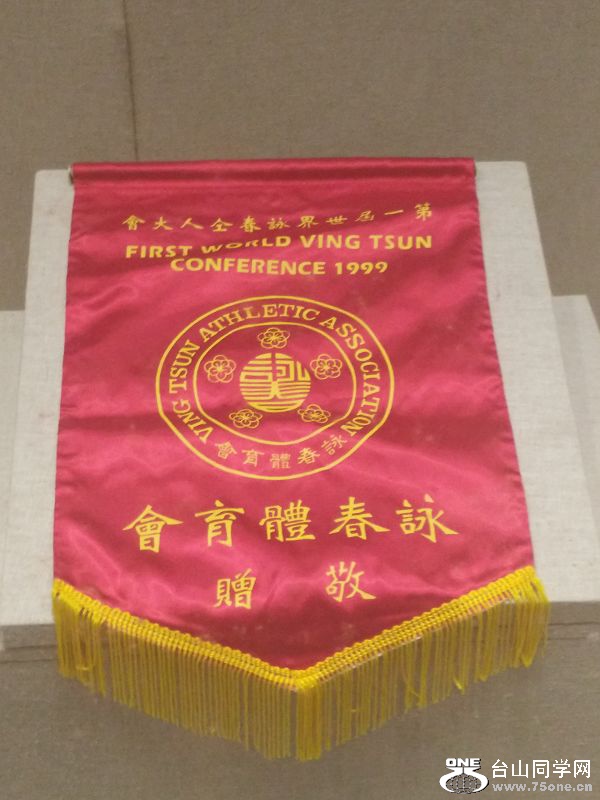 第一屆世界詠春仝人大會
FIRST WORLD VING TSUN
CONFERENCE 1999
VING TSUN ATHLETIC ASSOCIATION
詠春體育會
詠春體育會
敬贈
ONE 台山同学网
www.75one.cn